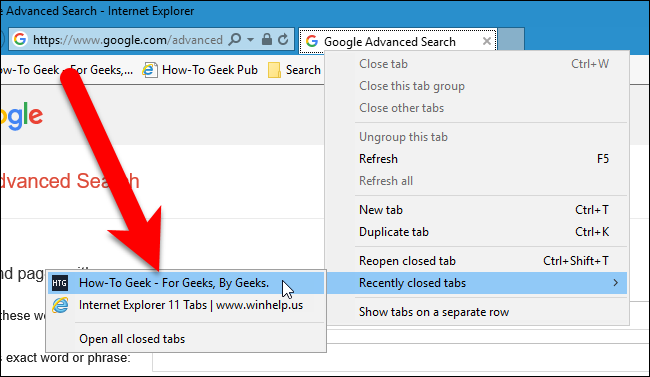 le Advanced Search - Internet Explorer
https://www.google.com/advanced
Google Advanced Search
ow-To Geek - For Geeks,...
How-To Geek Pub
Search
Close tab Ctrl+W
Close this tab group
Close other tabs
Ungroup this tab
Refresh F5
Refresh all
New tab Ctrl+T
Duplicate tab Ctrl+K
Reopen closed tab Ctrl+Shift+T
Recently closed tabs
Show tabs on a separate row
ogle
dvanced Search
nd pag
HTG How-To Geek - For Geeks, By Geeks.
Internet Explorer 11 Tabs | www.winhelp.us
Open all closed tabs
these wo
s exact word or phrase: